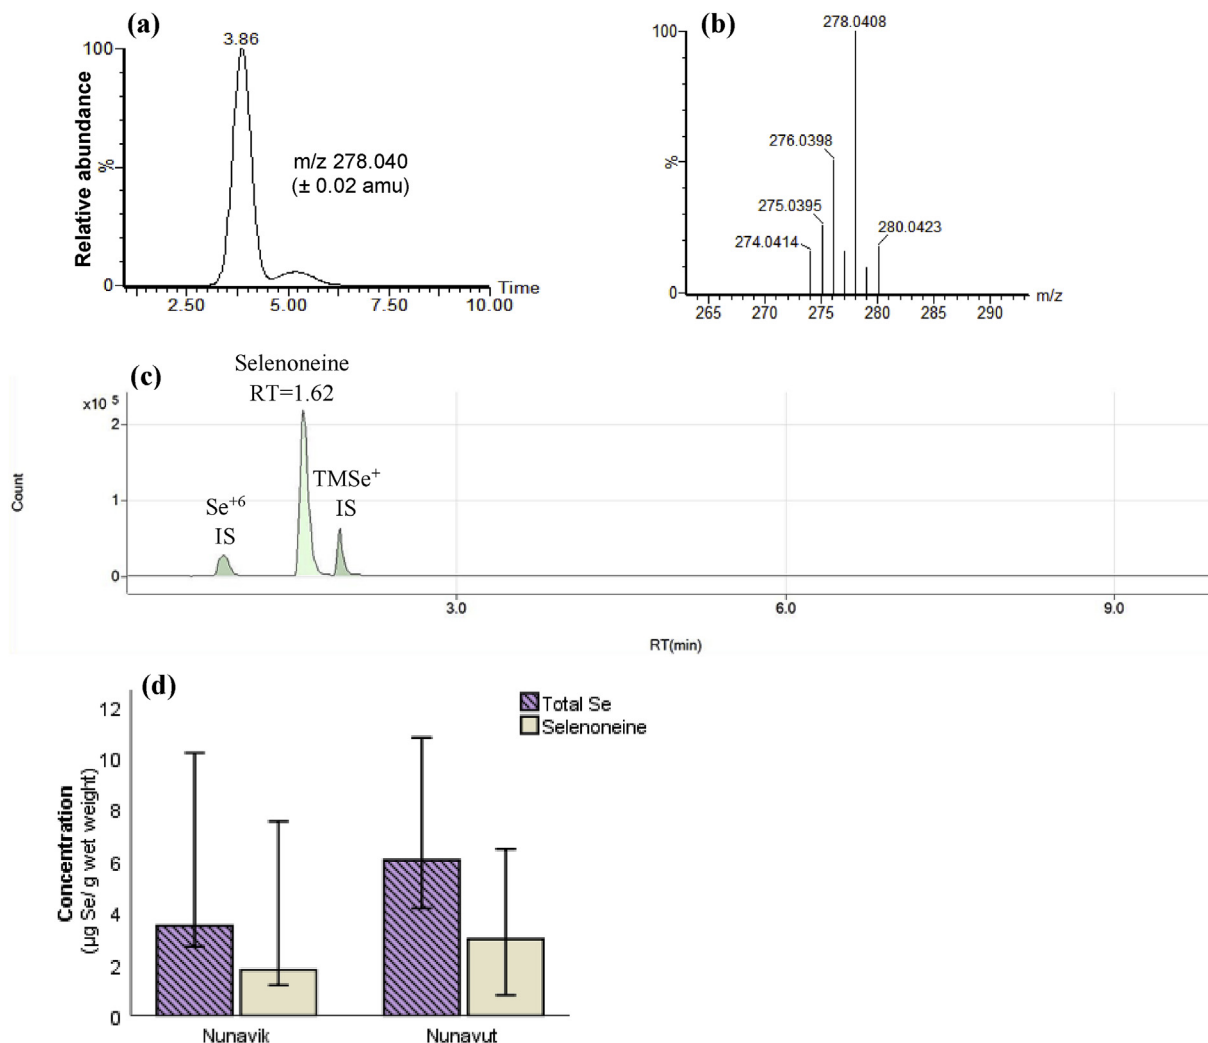 (a)
3.86
100
Relative abundance
%
m/z 278.040
(± 0.02 amu)
0
Time
2.50 5.00 7.50 10.00
(b)
278.0408
100
276.0398
%
275.0395
274.0414
280.0423
0
m/z
265 270 275 280 285 290
(c)
Selenoneine
RT=1.62
x10 5
2
1
0
Count
Se+6
IS
TMSe+
IS
3.0 6.0 9.0
RT(min)
(d)
Total Se
Selenoneine
12
10
8
6
4
2
0
Concentration
(µg Se/ g wet weight)
Nunavik Nunavut